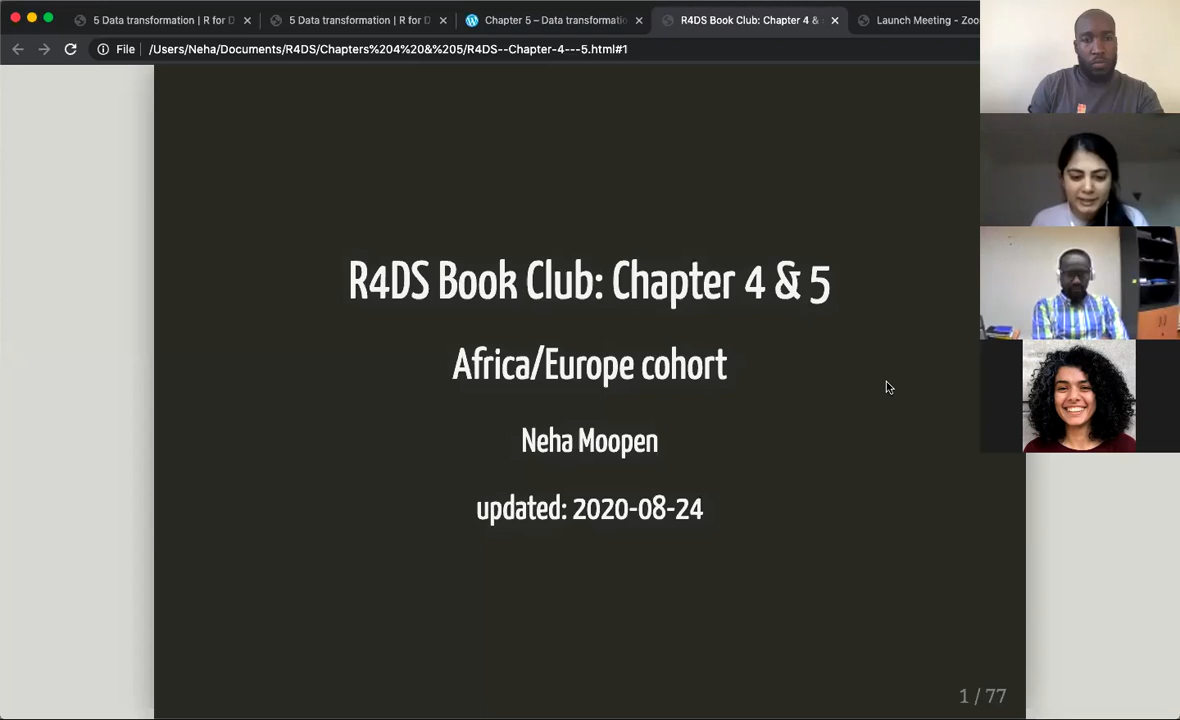 5 Data transformation | R for D
5 Data transformation | R for D
Chapter 5 – Data transformatio
R4DS Book Club: Chapter 4 &
Launch Meeting - Zoo
File
/Users/Neha/Documents/R4DS/Chapters%204%20&%205/R4DS--Chapter-4---5.html#1
R4DS Book Club: Chapter 4 & 5
Africa/Europe cohort
Neha Moopen
updated: 2020-08-24
1 / 77